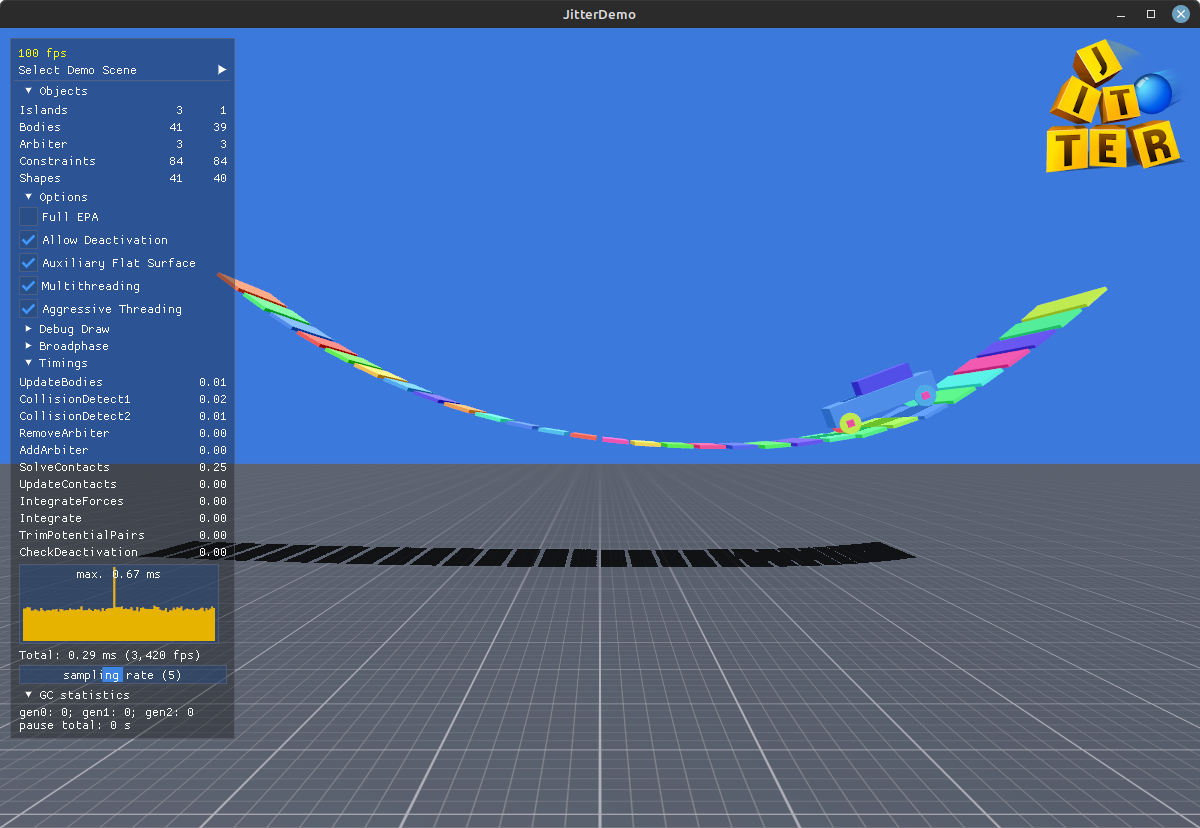 JitterDemo
100 fps
Select Demo Scene
Objects
Islands 3 1
Bodies 41 39
Arbiter 3 3
Constraints 84 84
Shapes 41 40
Options
Full EPA
Allow Deactivation
Auxiliary Flat Surface
Multithreading
Aggressive Threading
Debug Draw
Broadphase
Timings
UpdateBodies 0.01
CollisionDetect1 0.02
CollisionDetect2 0.01
RemoveArbiter 0.00
AddArbiter 0.00
SolveContacts 0.25
UpdateContacts 0.00
IntegrateForces 0.00
Integrate 0.00
TrimPotentialPairs 0.00
CheckDeactivation 0.00
max. 0.67 ms
Total: 0.29 ms (3,420 fps)
sampling rate (5)
GC statistics
gen0: 0; gen1: 0; gen2: 0
pause total: 0 s
J
IT
TER